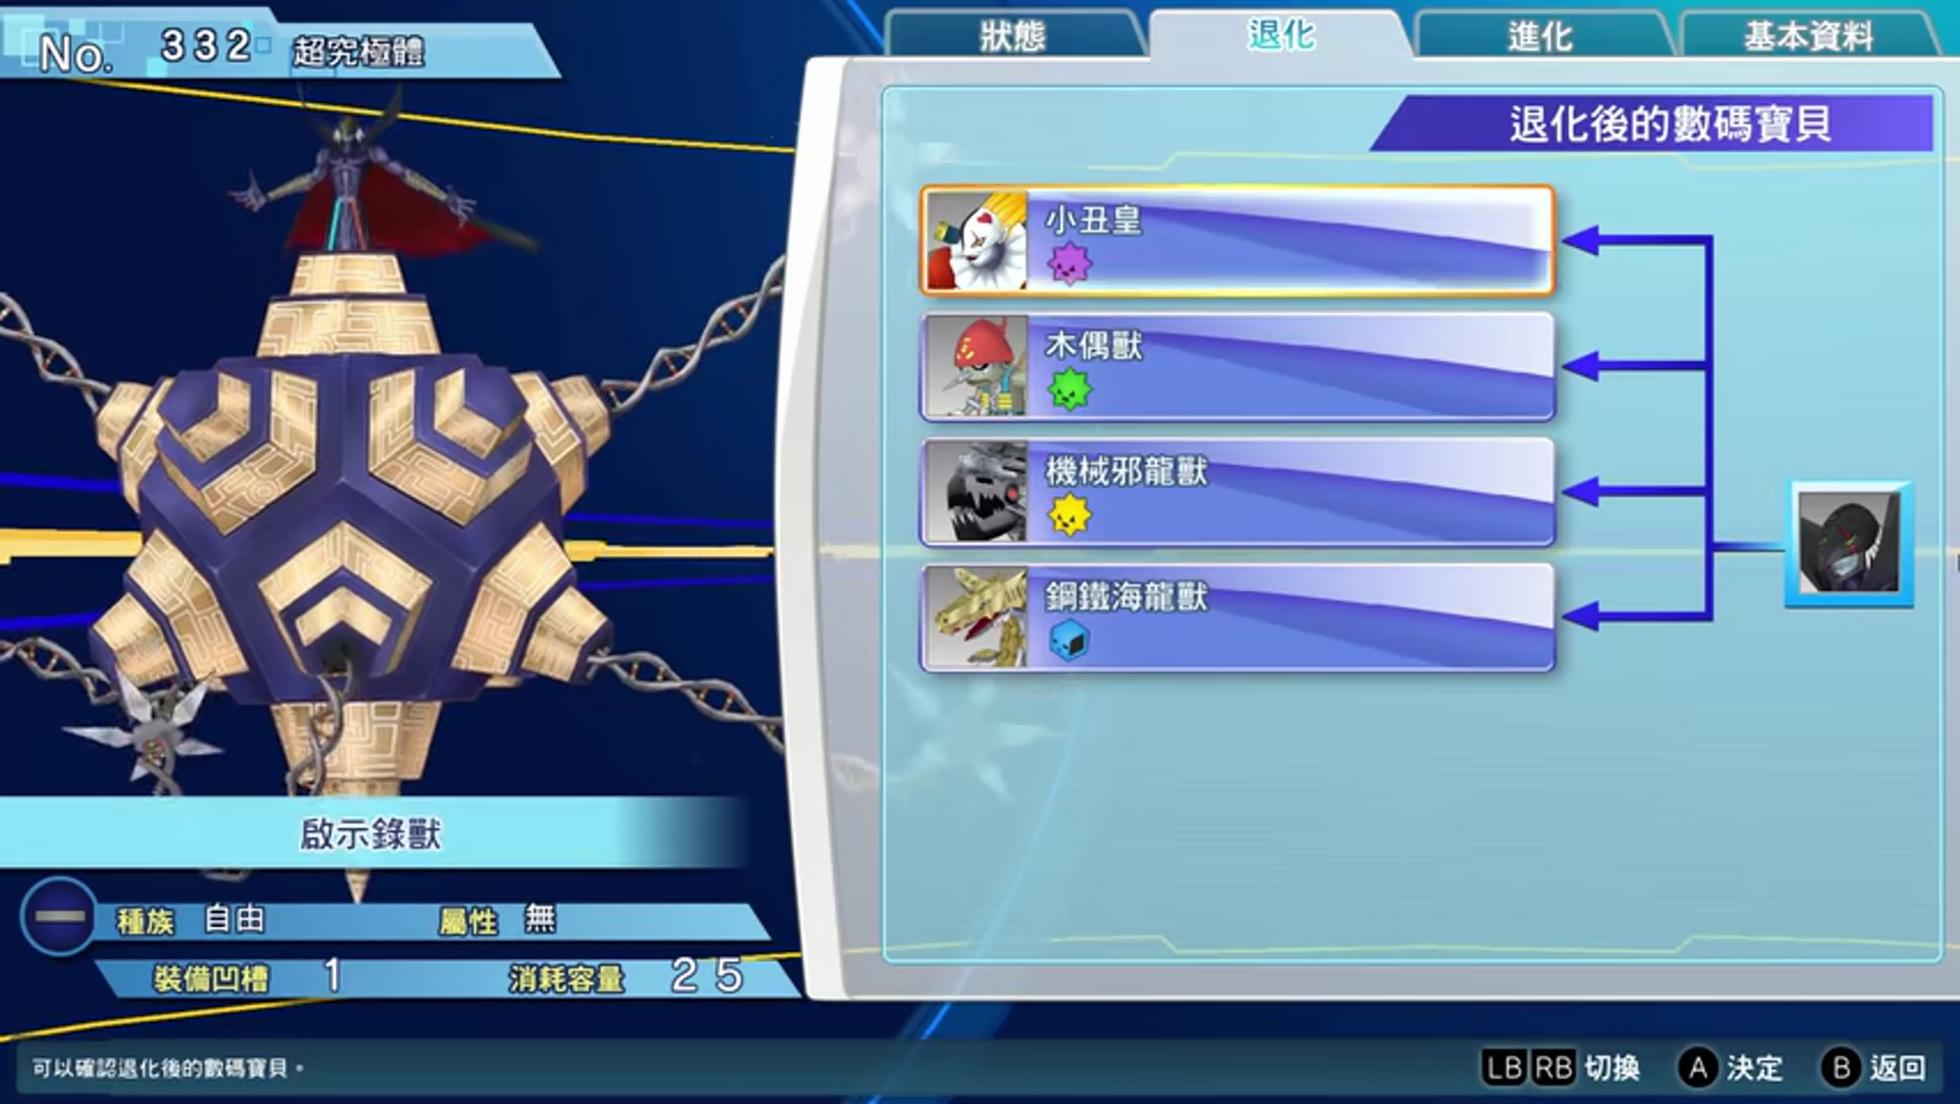 No. 332 超究極體
狀態 退化 進化 基本資料
退化後的數碼寶貝
小丑皇
木偶獸
機械邪龍獸
鋼鐵海龍獸
啟示錄獸
種族 自由 屬性 無
裝備凹槽 1 消耗容量 25
可以確認退化後的數碼寶貝。
LB RB 切換 A 決定 B 返回